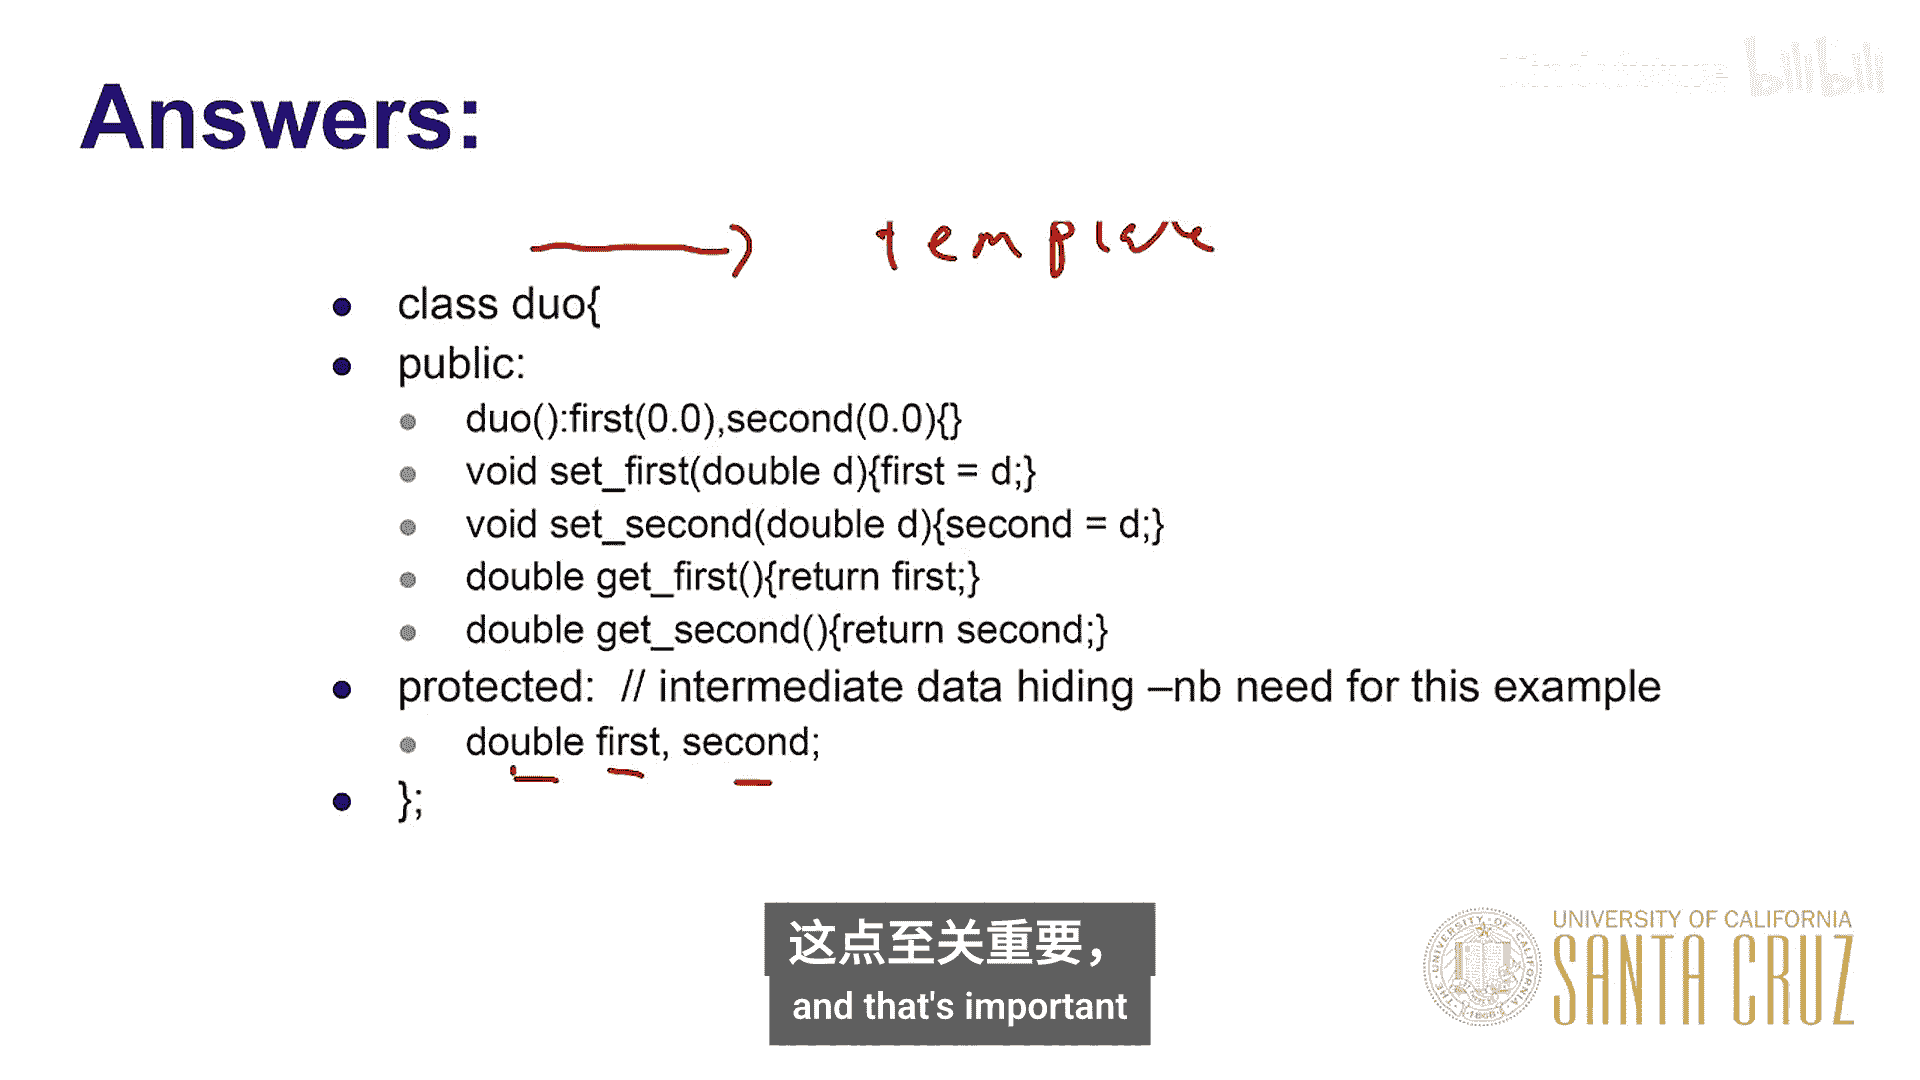 bilibili
Answers:
template
class duo{
public:
duo():first(0.0),second(0.0){}
void set_first(double d){first = d;}
void set_second(double d){second = d;}
double get_first(){return first;}
double get_second(){return second;}
protected: // intermediate data hiding –nb need for this example
double first, second;
};
这点至关重要，
and that's important
UNIVERSITY OF CALIFORNIA
SANTA CRUZ